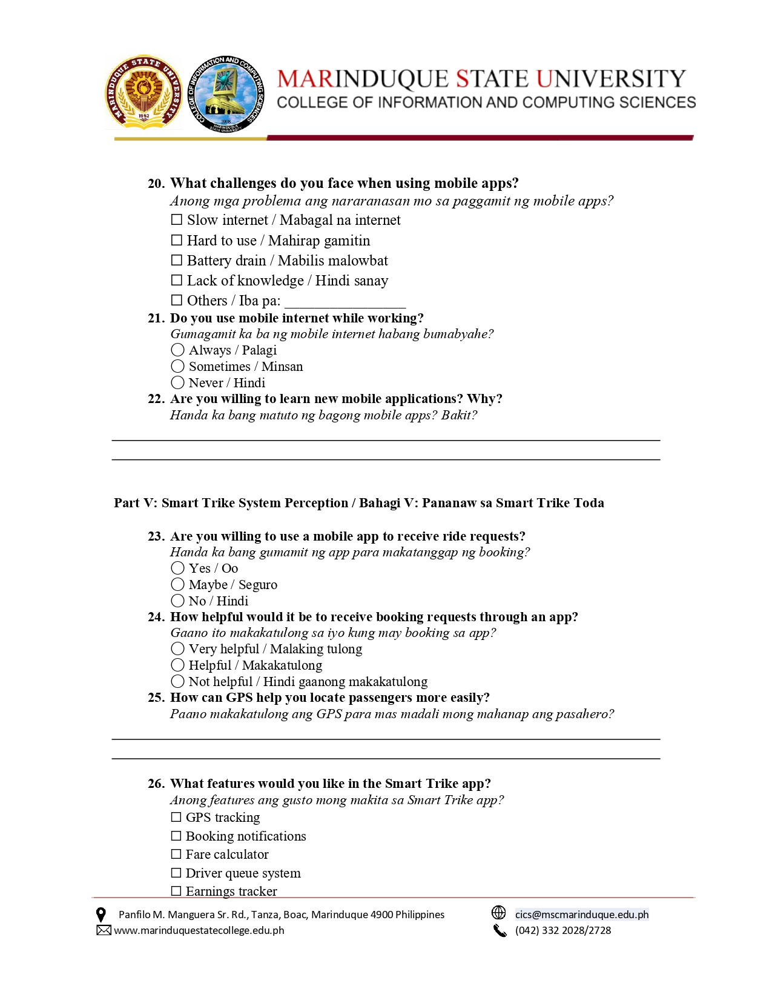 MARINDUQUE STATE UNIVERSITY
1952
COLLEGE OF INFORMATION AND COMPUTING SCIENCES
1998
MARINDUQUE
STATE UNIVERSITY
MARINDUQUE STATE UNIVERSITY
COLLEGE OF INFORMATION AND COMPUTING SCIENCES
20. What challenges do you face when using mobile apps?
Anong mga problema ang nararanasan mo sa paggamit ng mobile apps?
☐ Slow internet / Mabagal na internet
☐ Hard to use / Mahirap gamitin
☐ Battery drain / Mabilis malowbat
☐ Lack of knowledge / Hindi sanay
☐ Others / Iba pa: ________________
21. Do you use mobile internet while working?
Gumagamit ka ba ng mobile internet habang bumabyahe?
◯ Always / Palagi
◯ Sometimes / Minsan
◯ Never / Hindi
22. Are you willing to learn new mobile applications? Why?
Handa ka bang matuto ng bagong mobile apps? Bakit?
Part V: Smart Trike System Perception / Bahagi V: Pananaw sa Smart Trike Toda
23. Are you willing to use a mobile app to receive ride requests?
Handa ka bang gumamit ng app para makatanggap ng booking?
◯ Yes / Oo
◯ Maybe / Seguro
◯ No / Hindi
24. How helpful would it be to receive booking requests through an app?
Gaano ito makakatulong sa iyo kung may booking sa app?
◯ Very helpful / Malaking tulong
◯ Helpful / Makakatulong
◯ Not helpful / Hindi gaanong makakatulong
25. How can GPS help you locate passengers more easily?
Paano makakatulong ang GPS para mas madali mong mahanap ang pasahero?
26. What features would you like in the Smart Trike app?
Anong features ang gusto mong makita sa Smart Trike app?
☐ GPS tracking
☐ Booking notifications
☐ Fare calculator
☐ Driver queue system
☐ Earnings tracker
Panfilo M. Manguera Sr. Rd., Tanza, Boac, Marinduque 4900 Philippines
cics@mscmarinduque.edu.ph
www.marinduquestatecollege.edu.ph
(042) 332 2028/2728